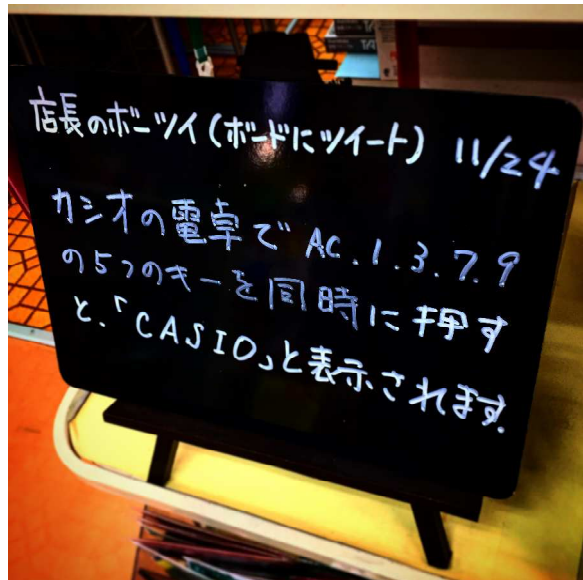 店長のボーツイ(ボードにツイート) 11/24
カシオの電卓でAC.1.3.7.9
の5つのキーを同時に押す
と、「CASIO」と表示されます.